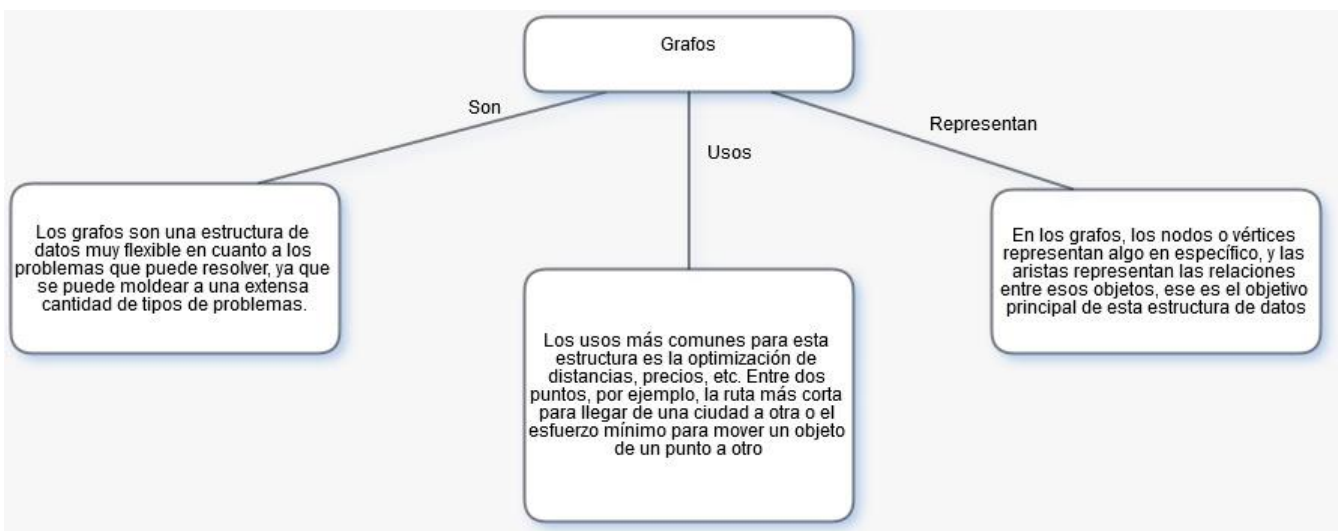 Grafos
Son
Usos
Representan
Los grafos son una estructura de
datos muy flexible en cuanto a los
problemas que puede resolver, ya que
se puede moldear a una extensa
cantidad de tipos de problemas.
Los usos más comunes para esta
estructura es la optimización de
distancias, precios, etc. Entre dos
puntos, por ejemplo, la ruta más corta
para llegar de una ciudad a otra o el
esfuerzo mínimo para mover un objeto
de un punto a otro
En los grafos, los nodos o vértices
representan algo en específico, y las
aristas representan las relaciones
entre esos objetos, ese es el objetivo
principal de esta estructura de datos